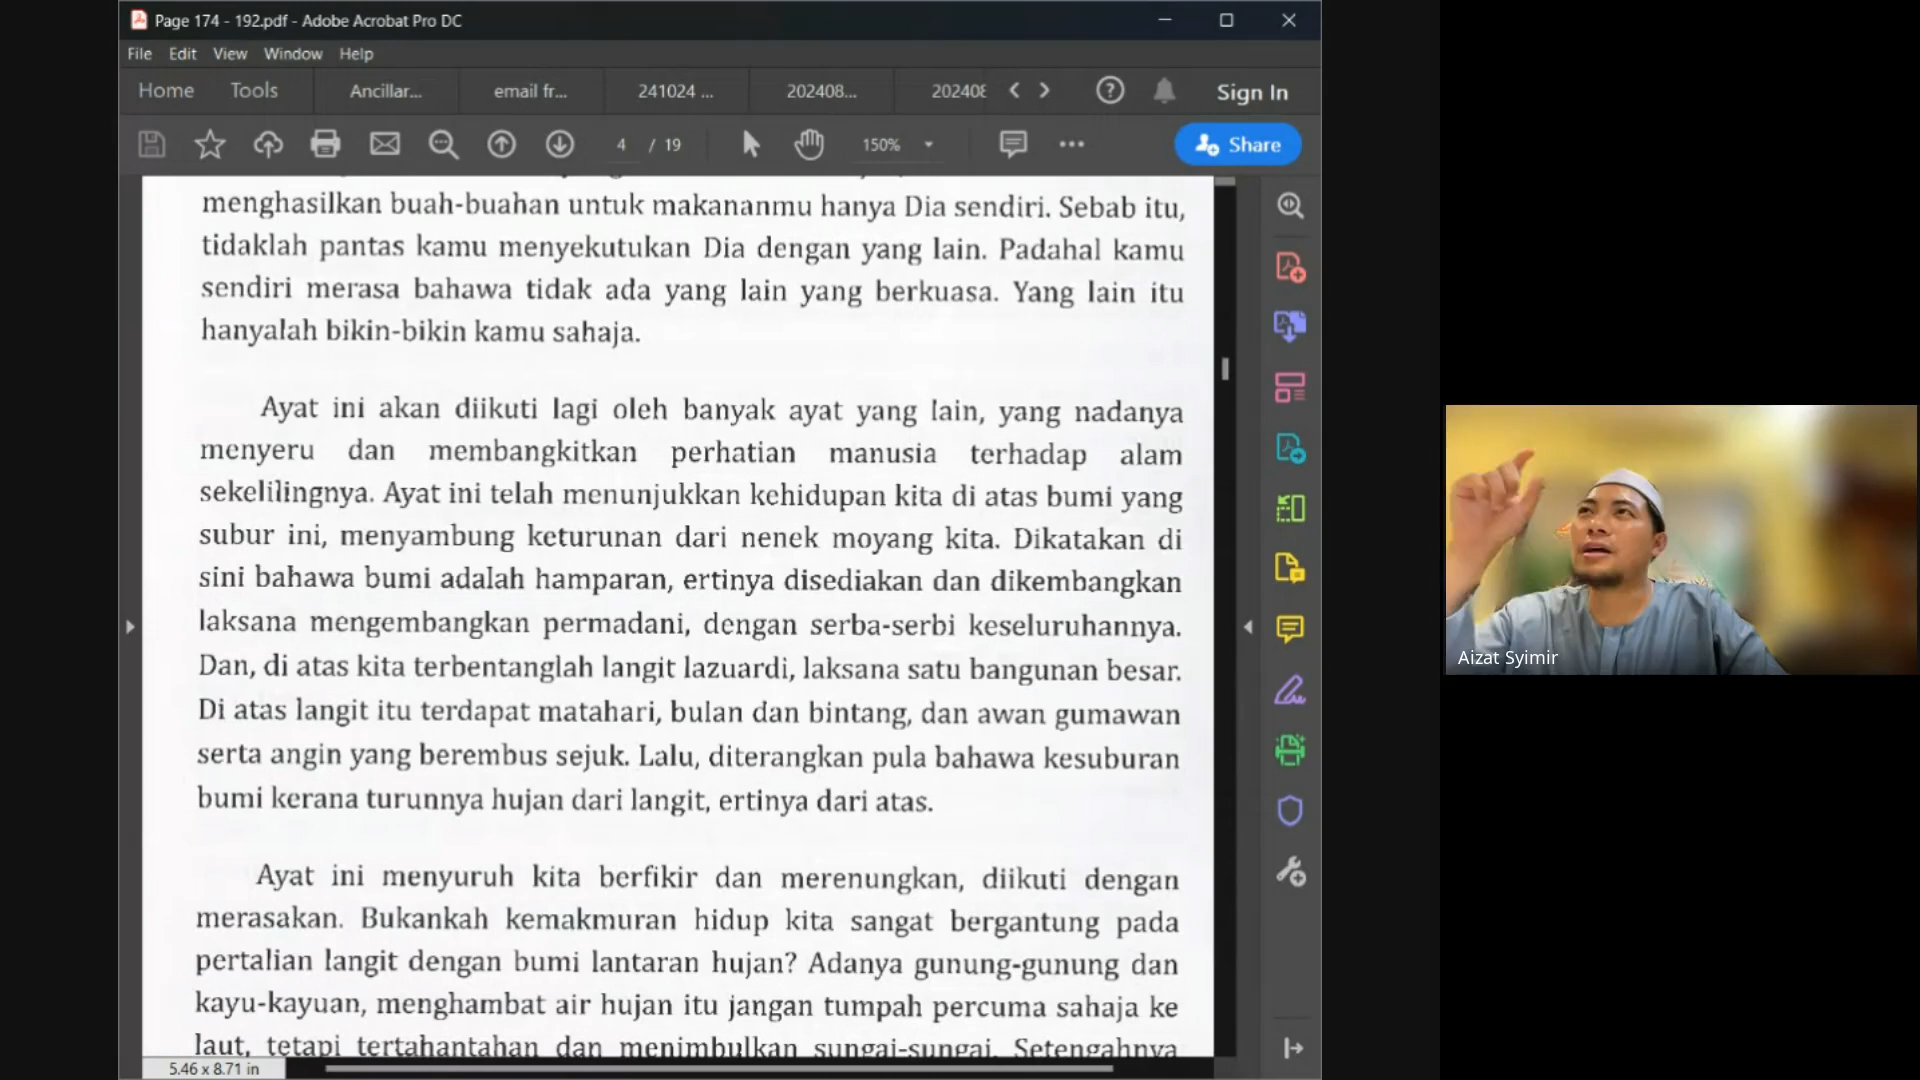 Page 174 - 192.pdf - Adobe Acrobat Pro DC
File Edit View Window Help
Home Tools Ancillar... email fr... 241024 ... 202408... 202408 Sign In
4 / 19 150% Share
menghasilkan buah-buahan untuk makananmu hanya Dia sendiri. Sebab itu,
tidaklah pantas kamu menyekutukan Dia dengan yang lain. Padahal kamu
sendiri merasa bahawa tidak ada yang lain yang berkuasa. Yang lain itu
hanyalah bikin-bikin kamu sahaja.
Ayat ini akan diikuti lagi oleh banyak ayat yang lain, yang nadanya
menyeru dan membangkitkan perhatian manusia terhadap alam
sekelilingnya. Ayat ini telah menunjukkan kehidupan kita di atas bumi yang
subur ini, menyambung keturunan dari nenek moyang kita. Dikatakan di
sini bahawa bumi adalah hamparan, ertinya disediakan dan dikembangkan
laksana mengembangkan permadani, dengan serba-serbi keseluruhannya.
Dan, di atas kita terbentanglah langit lazuardi, laksana satu bangunan besar.
Di atas langit itu terdapat matahari, bulan dan bintang, dan awan gumawan
serta angin yang berembus sejuk. Lalu, diterangkan pula bahawa kesuburan
bumi kerana turunnya hujan dari langit, ertinya dari atas.
Ayat ini menyuruh kita berfikir dan merenungkan, diikuti dengan
merasakan. Bukankah kemakmuran hidup kita sangat bergantung pada
pertalian langit dengan bumi lantaran hujan? Adanya gunung-gunung dan
kayu-kayuan, menghambat air hujan itu jangan tumpah percuma sahaja ke
laut, tetapi tertahantahan dan menimbulkan sungai-sungai. Setengahnya
5.46 x 8.71 in
Aizat Syimir